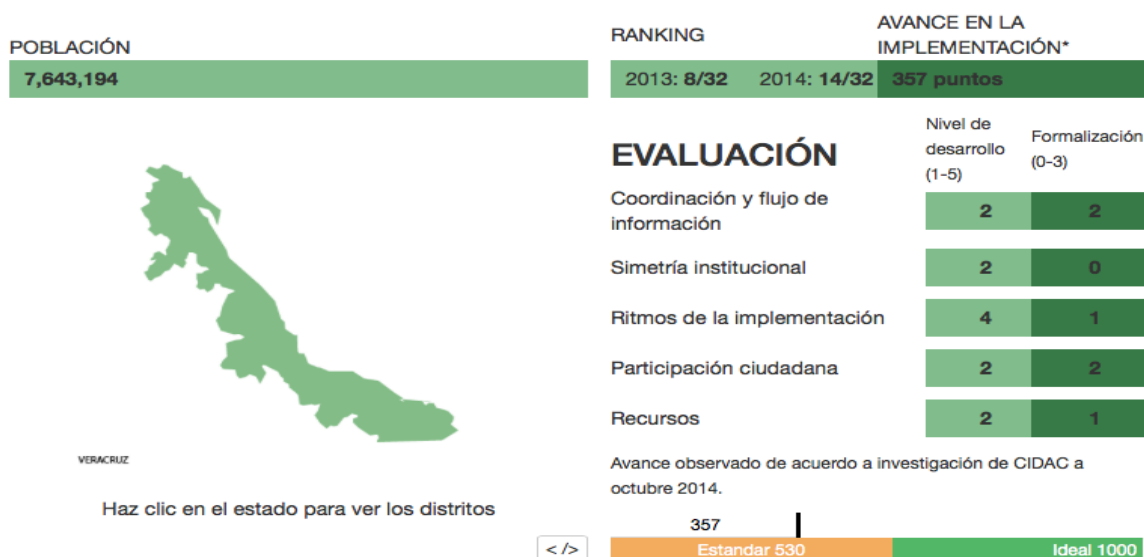 POBLACIÓN
7,643,194
VERACRUZ
Haz clic en el estado para ver los distritos
</>
RANKING
AVANCE EN LA
IMPLEMENTACIÓN*
2013: 8/32 2014: 14/32 357 puntos
EVALUACIÓN
Nivel de
desarrollo
(1-5)
Formalización
(0-3)
Coordinación y flujo de
información
2 2
Simetría institucional
2 0
Ritmos de la implementación
4 1
Participación ciudadana
2 2
Recursos
2 1
Avance observado de acuerdo a investigación de CIDAC a
octubre 2014.
357
Estandar 530 Ideal 1000